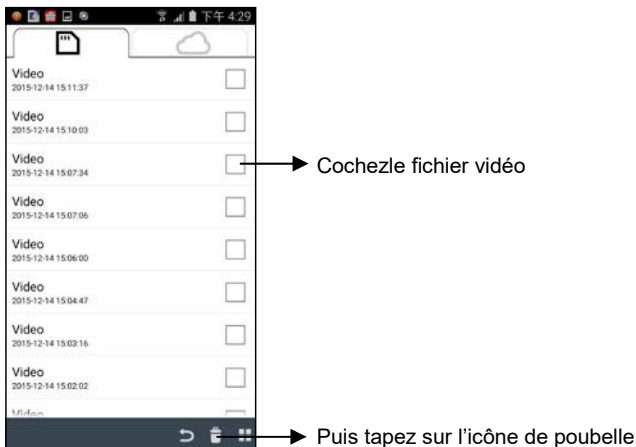 下午 4:29
Video
2015-12-14 15:11:37
Video
2015-12-14 15:10:03
Video
2015-12-14 15:07:34
Cochezle fichier vidéo
Video
2015-12-14 15:07:06
Video
2015-12-14 15:06:00
Video
2015-12-14 15:04:47
Video
2015-12-14 15:03:16
Video
2015-12-14 15:02:02
Video
Puis tapez sur l’icône de poubelle